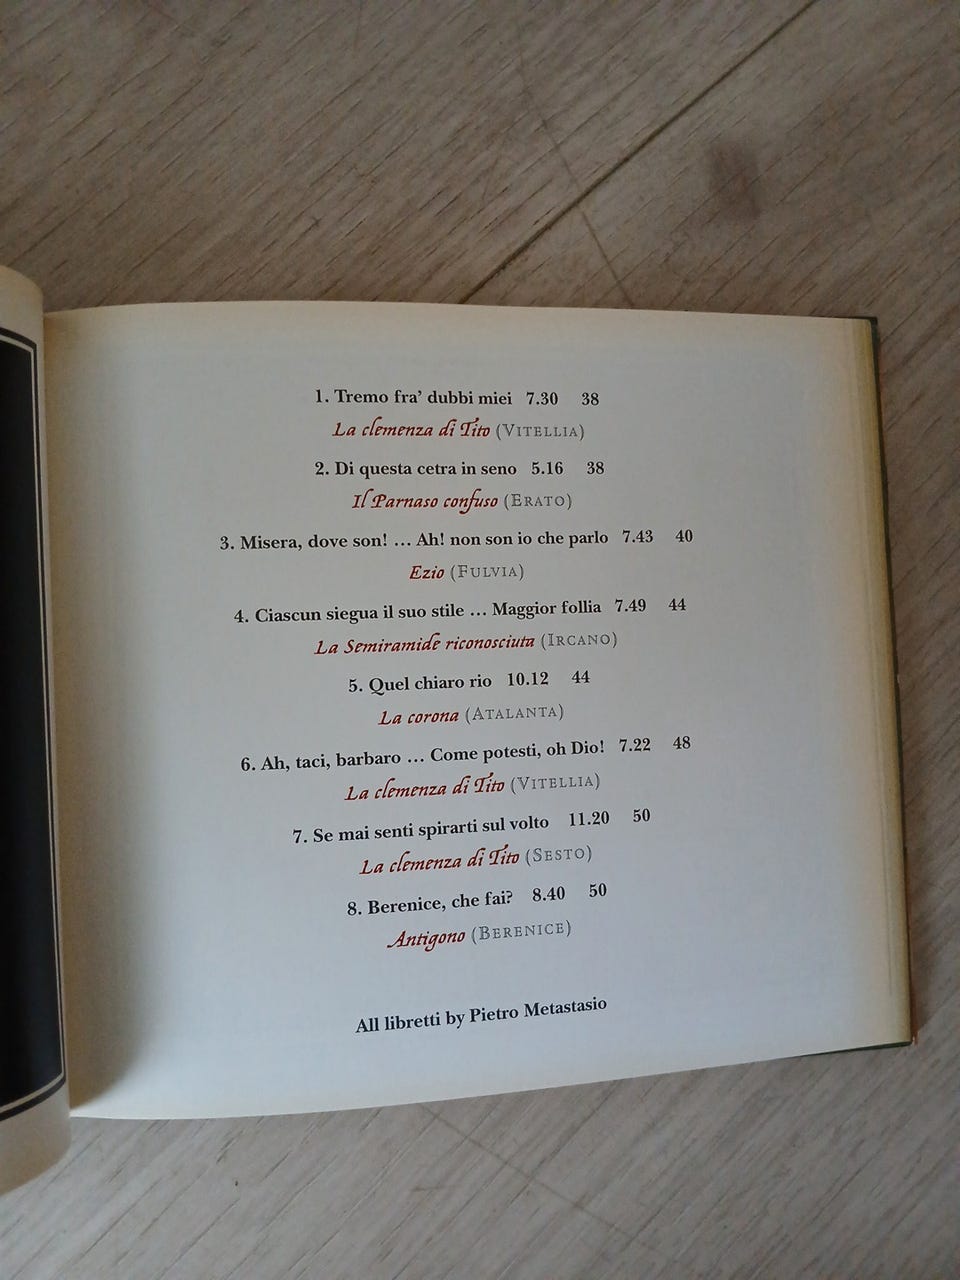 1. Tremo fra’ dubbi miei 7.30 38
La clemenza di Tito (VITELLIA)
2. Di questa cetra in seno 5.16 38
Il Parnaso confuso (ERATO)
3. Misera, dove son! … Ah! non son io che parlo 7.43 40
Ezio (FULVIA)
4. Ciascun siegua il suo stile … Maggior follia 7.49 44
La Semiramide riconosciuta (IRCANO)
5. Quel chiaro rio 10.12 44
La corona (ATALANTA)
6. Ah, taci, barbaro … Come potesti, oh Dio! 7.22 48
La clemenza di Tito (VITELLIA)
7. Se mai senti spirarti sul volto 11.20 50
La clemenza di Tito (SESTO)
8. Berenice, che fai? 8.40 50
Antigono (BERENICE)
All libretti by Pietro Metastasio